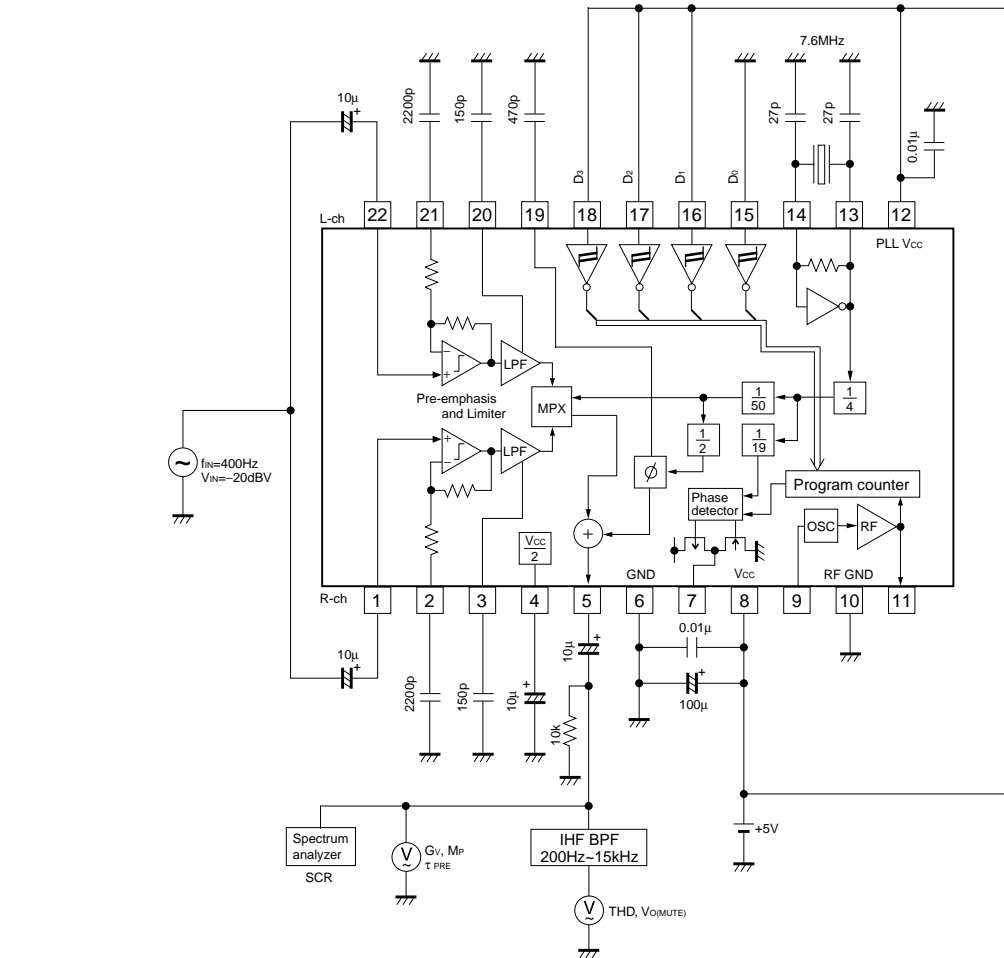 7.6MHz
10μ
+
2200p
150p
470p
27p
27p
0.01μ
D3
D2
D1
D0
L-ch
22
21
20
19
18
17
16
15
14
13
12
PLL VCC
−
+
LPF
Pre-emphasis
and Limiter
MPX
1/50
1/4
1/2
1/19
+
−
LPF
ϕ
Program counter
Phase
detector
OSC
RF
+
VCC/2
GND
VCC
RF GND
~
fIN=400Hz
VIN=−20dBV
R-ch
1
2
3
4
5
6
7
8
9
10
11
10μ
+
2200p
150p
10μ
+
10μ
+
10k
0.01μ
+
100μ
+5V
Spectrum
analyzer
SCR
V
~
GV, MP
τ PRE
IHF BPF
200Hz~15kHz
V
~
THD, VO(MUTE)